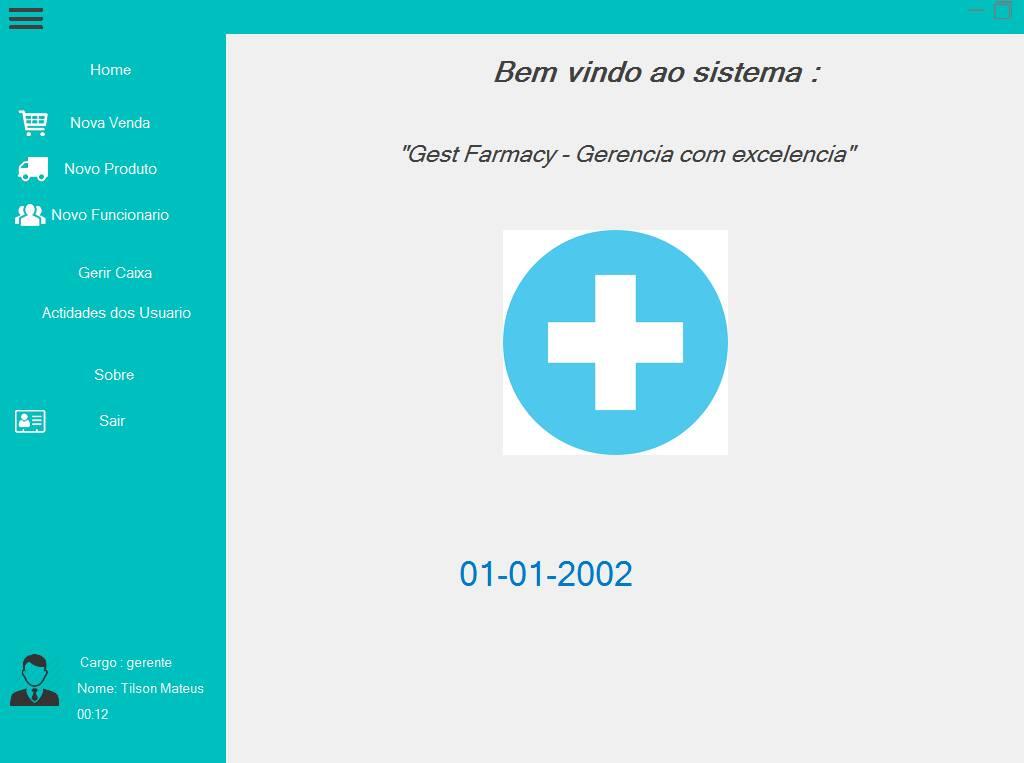 Home
Nova Venda
Novo Produto
Novo Funcionario
Gerir Caixa
Actidades dos Usuario
Sobre
Sair
Cargo : gerente
Nome: Tilson Mateus
00:12
Bem vindo ao sistema :
"Gest Farmacy - Gerencia com excelencia"
01-01-2002